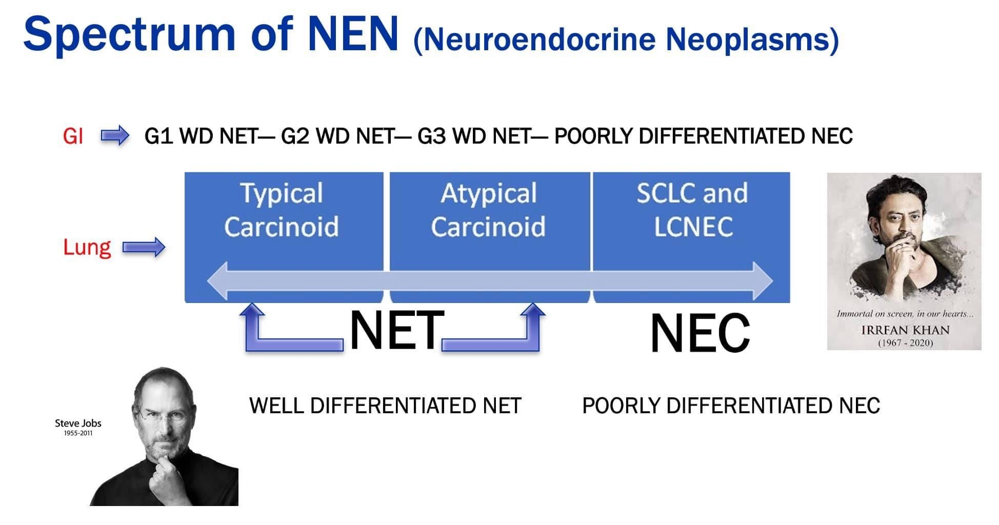 Spectrum of NEN (Neuroendocrine Neoplasms)
GI
G1 WD NET— G2 WD NET— G3 WD NET— POORLY DIFFERENTIATED NEC
Typical
Carcinoid
Atypical
Carcinoid
SCLC and
LCNEC
Lung
NET
NEC
Immortal on screen, in our hearts...
IRRFAN KHAN
(1967 - 2020)
WELL DIFFERENTIATED NET
POORLY DIFFERENTIATED NEC
Steve Jobs
1955-2011